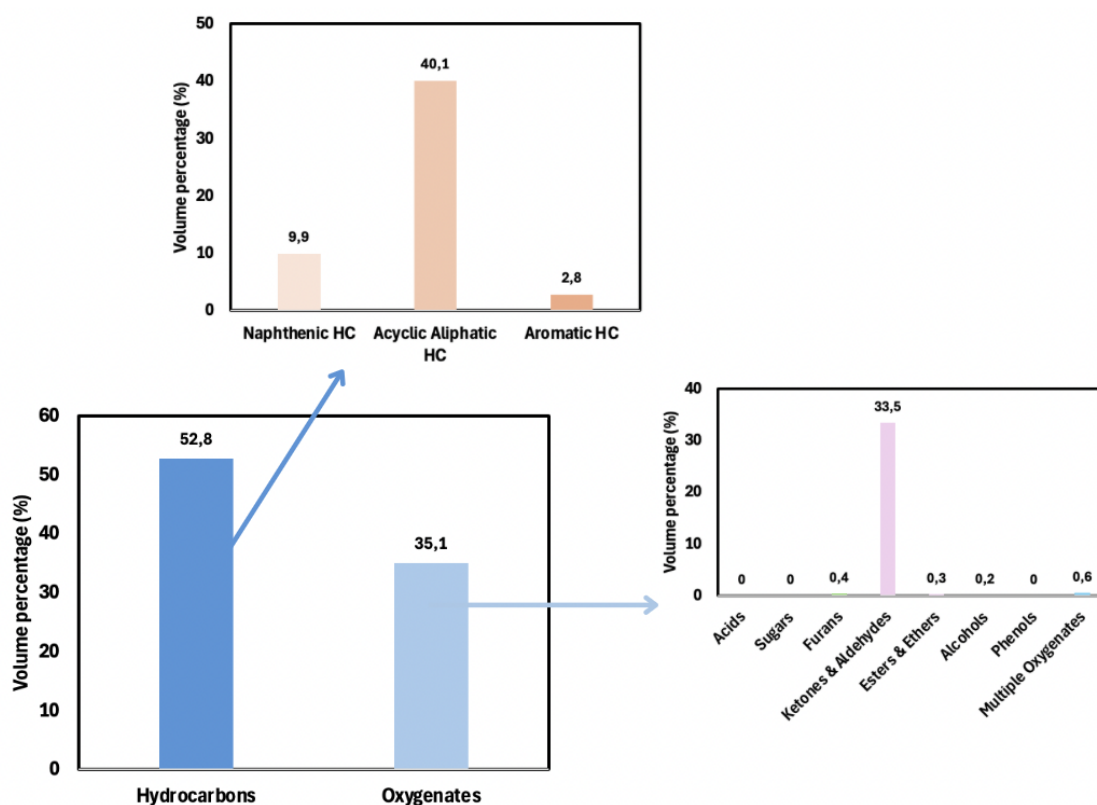 Volume percentage (%)
50
40
30
20
10
0
9,9
40,1
2,8
Naphthenic HC
Acyclic Aliphatic
HC
Aromatic HC
Volume percentage (%)
60
50
40
30
20
10
0
52,8
35,1
Hydrocarbons
Oxygenates
Volume percentage (%)
40
30
20
10
0
0
0
0,4
33,5
0,3
0,2
0
0,6
Acids
Sugars
Furans
Ketones & Aldehydes
Esters & Ethers
Alcohols
Phenols
Multiple Oxygenates